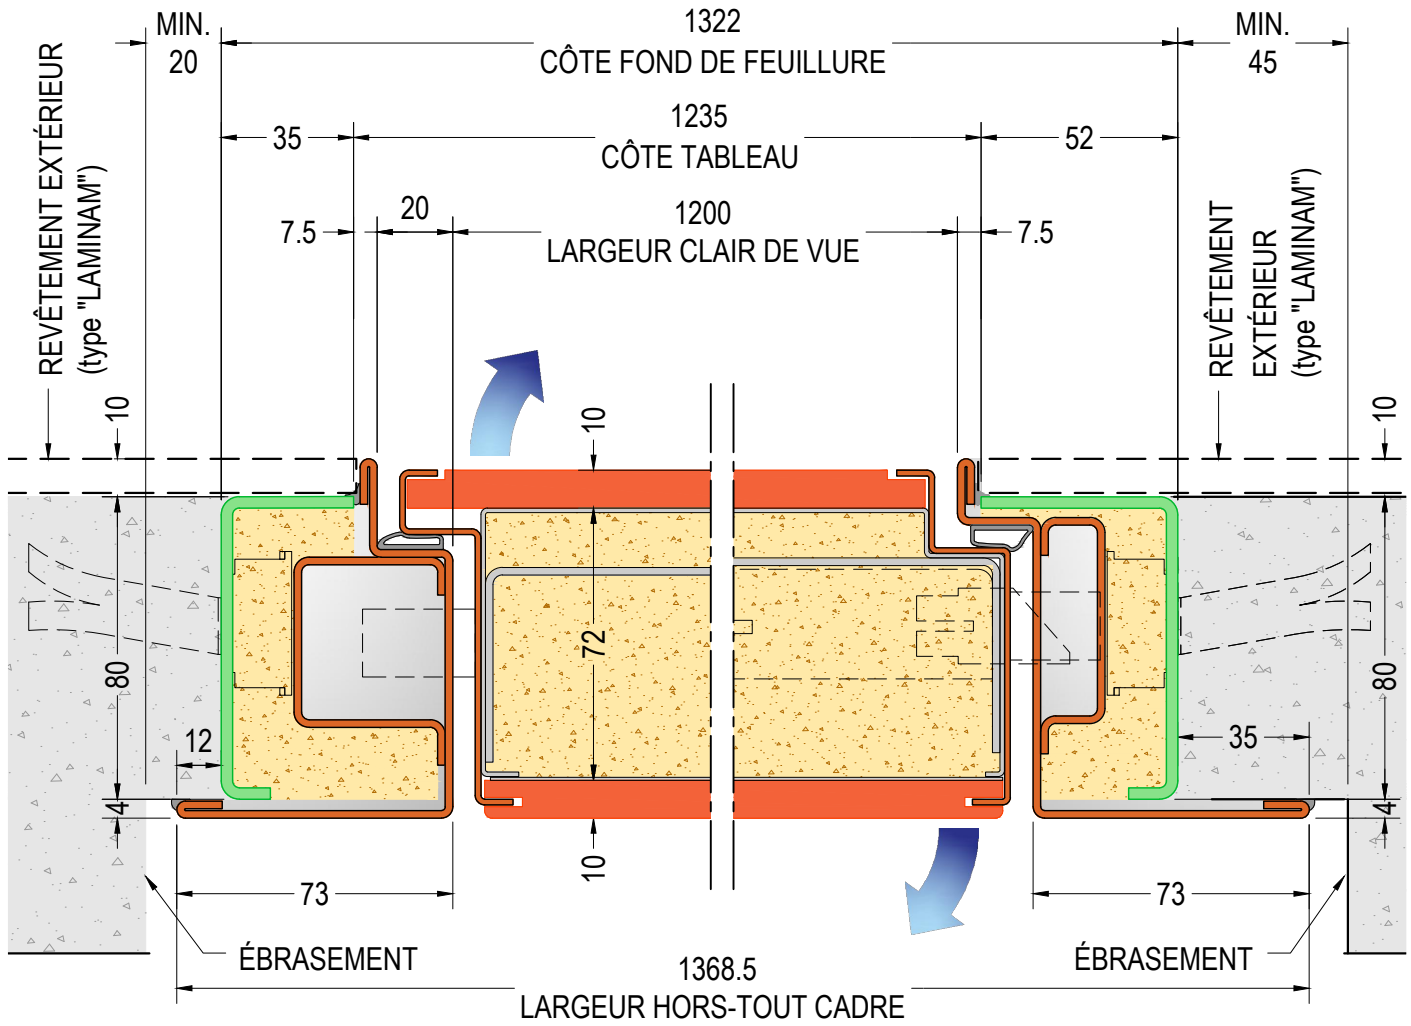 MIN.
20
1322
CÔTE FOND DE FEUILLURE
MIN.
45
35
1235
CÔTE TABLEAU
52
7.5
20
1200
LARGEUR CLAIR DE VUE
7.5
REVÊTEMENT EXTÉRIEUR
(type "LAMINAM")
REVÊTEMENT
EXTÉRIEUR
(type "LAMINAM")
10
10
10
80
72
80
12
35
4
4
10
73
73
ÉBRASEMENT
ÉBRASEMENT
1368.5
LARGEUR HORS-TOUT CADRE